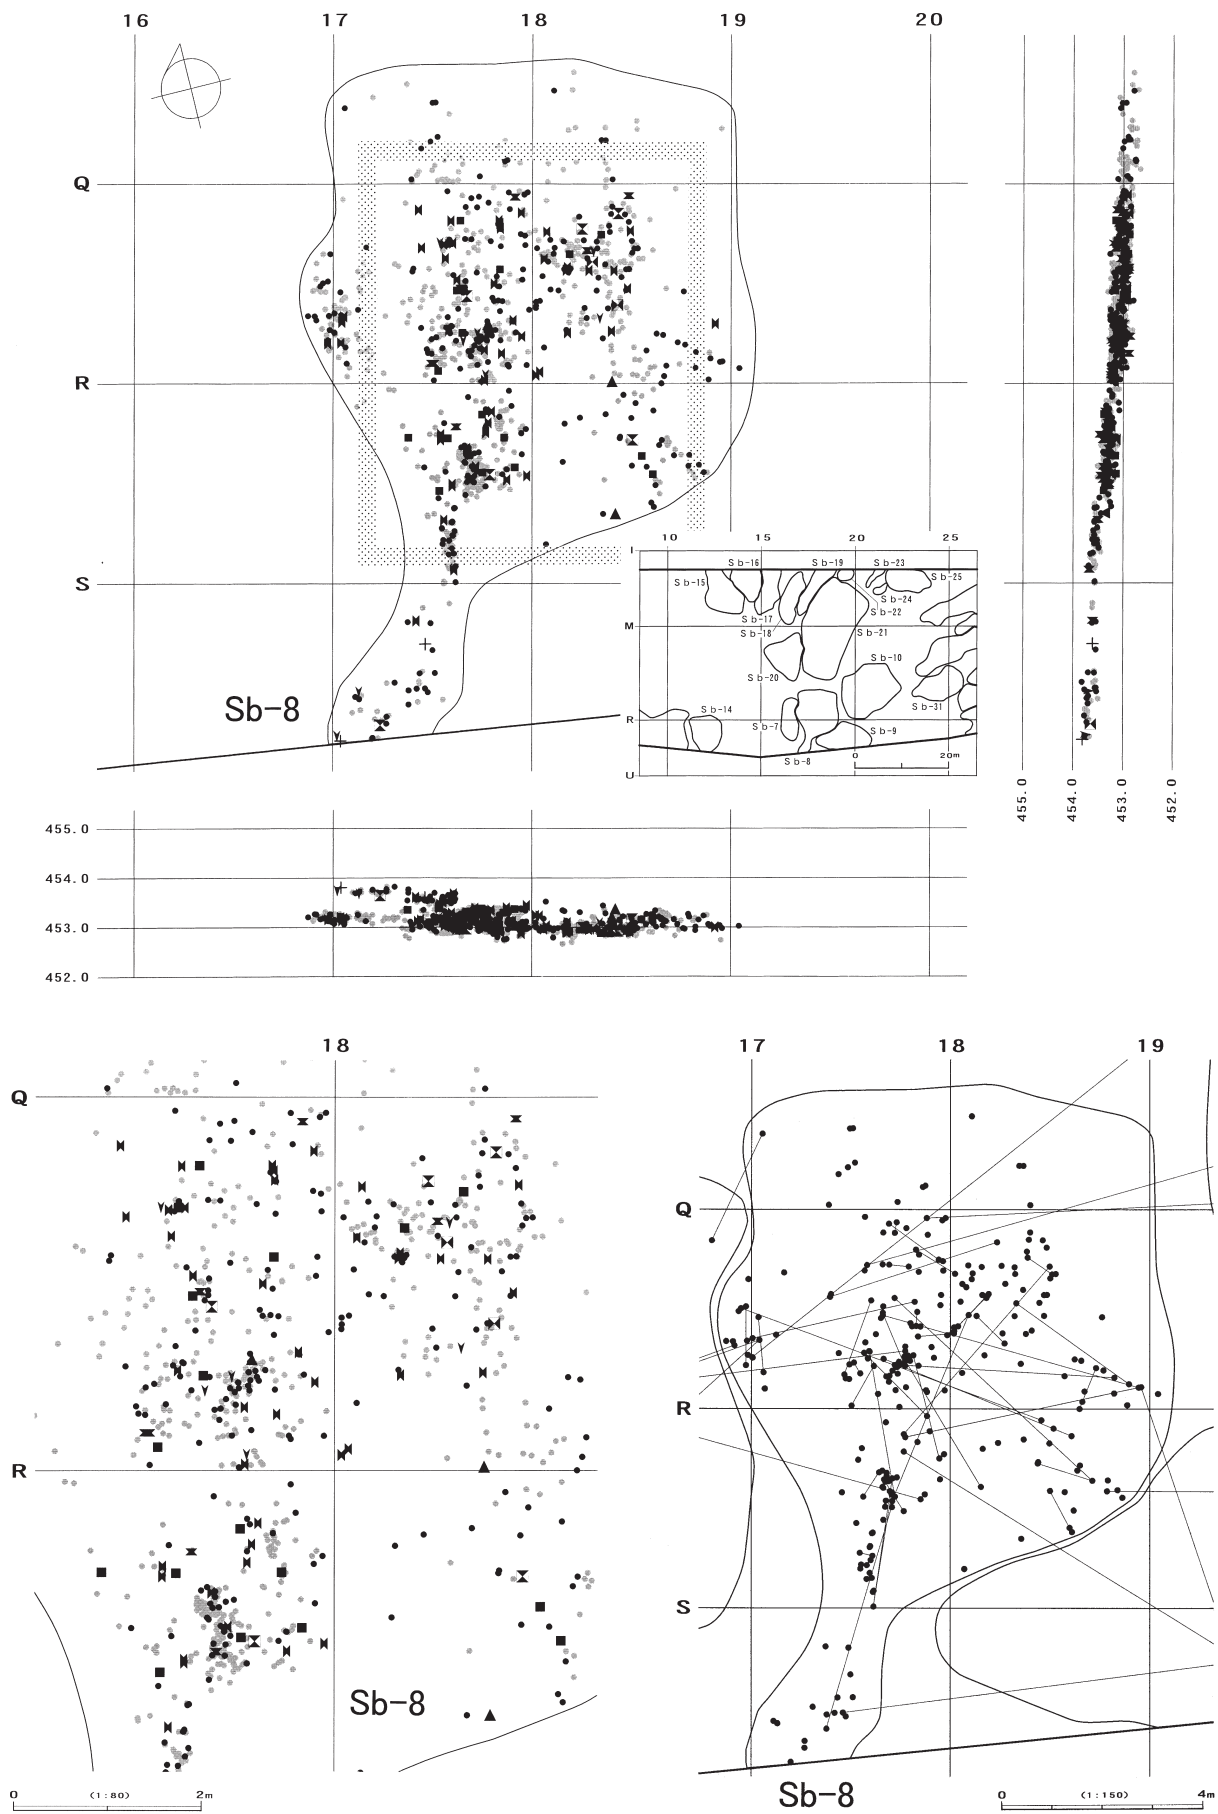 16 17 18 19 20
Q
R
S
Sb-8
10 15 20 25
I
M
R
U
Sb-16 Sb-19 Sb-23
Sb-15 Sb-25
Sb-24
Sb-22
Sb-17
Sb-18 Sb-21
Sb-10
Sb-20
Sb-31
Sb-14
Sb-7 Sb-9
Sb-8
0 20m
455.0 454.0 453.0 452.0
455.0
454.0
453.0
452.0
18
Q
R
Sb-8
0 (1:80) 2m
17 18 19
Q
R
S
Sb-8
0 (1:150) 4m